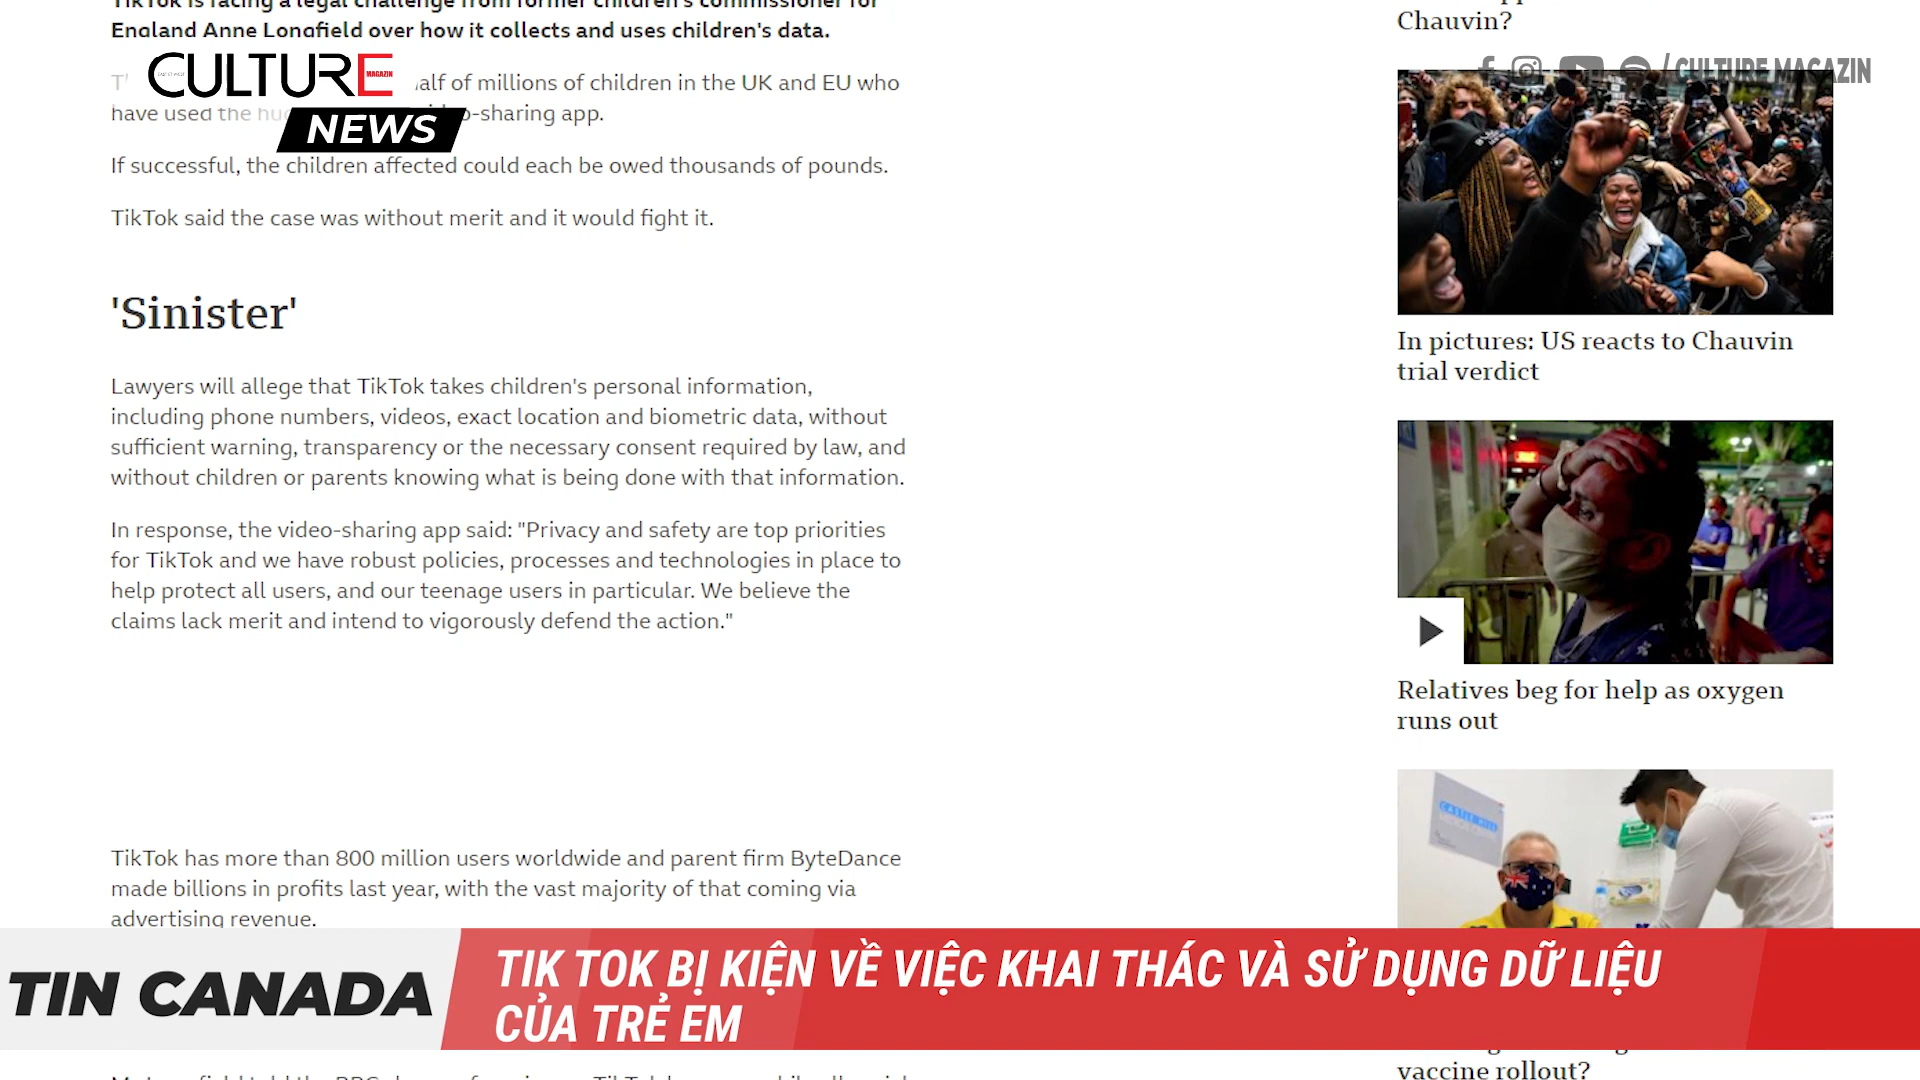 TikTok is facing a legal challenge from former children's commissioner for
England Anne Longfield over how it collects and uses children's data.
half of millions of children in the UK and EU who
have used the hu
o-sharing app.
If successful, the children affected could each be owed thousands of pounds.
TikTok said the case was without merit and it would fight it.
'Sinister'
Lawyers will allege that TikTok takes children's personal information,
including phone numbers, videos, exact location and biometric data, without
sufficient warning, transparency or the necessary consent required by law, and
without children or parents knowing what is being done with that information.
In response, the video-sharing app said: "Privacy and safety are top priorities
for TikTok and we have robust policies, processes and technologies in place to
help protect all users, and our teenage users in particular. We believe the
claims lack merit and intend to vigorously defend the action."
TikTok has more than 800 million users worldwide and parent firm ByteDance
made billions in profits last year, with the vast majority of that coming via
advertising revenue.
CULTURE
MAGAZIN
NEWS
/ CULTURE MAGAZIN
Chauvin?
In pictures: US reacts to Chauvin
trial verdict
Relatives beg for help as oxygen
runs out
CASTLE HILL
vaccine rollout?
TIN CANADA
TIK TOK BỊ KIỆN VỀ VIỆC KHAI THÁC VÀ SỬ DỤNG DỮ LIỆU
CỦA TRẺ EM